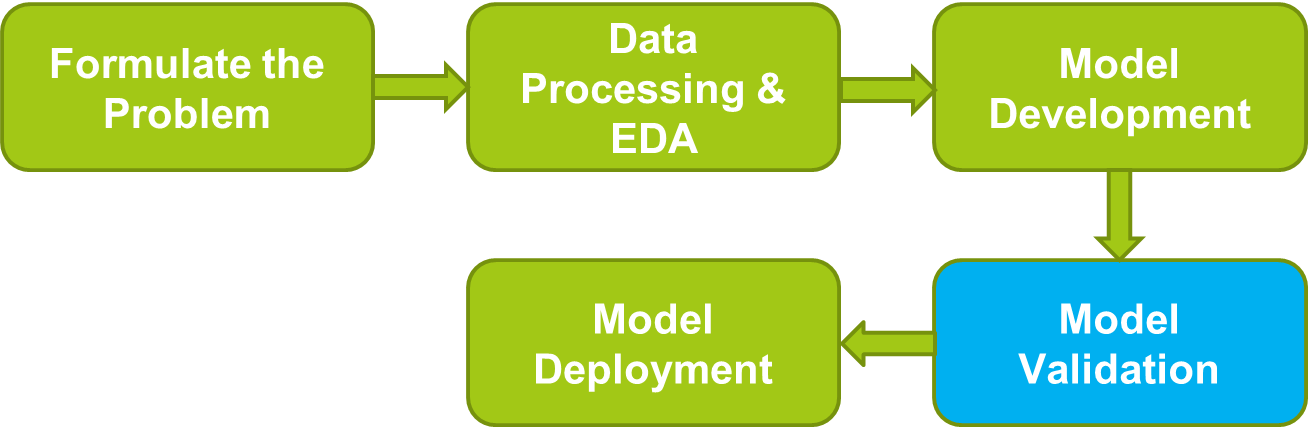 Formulate the
Problem
Data
Processing &
EDA
Model
Development
Model
Validation
Model
Deployment